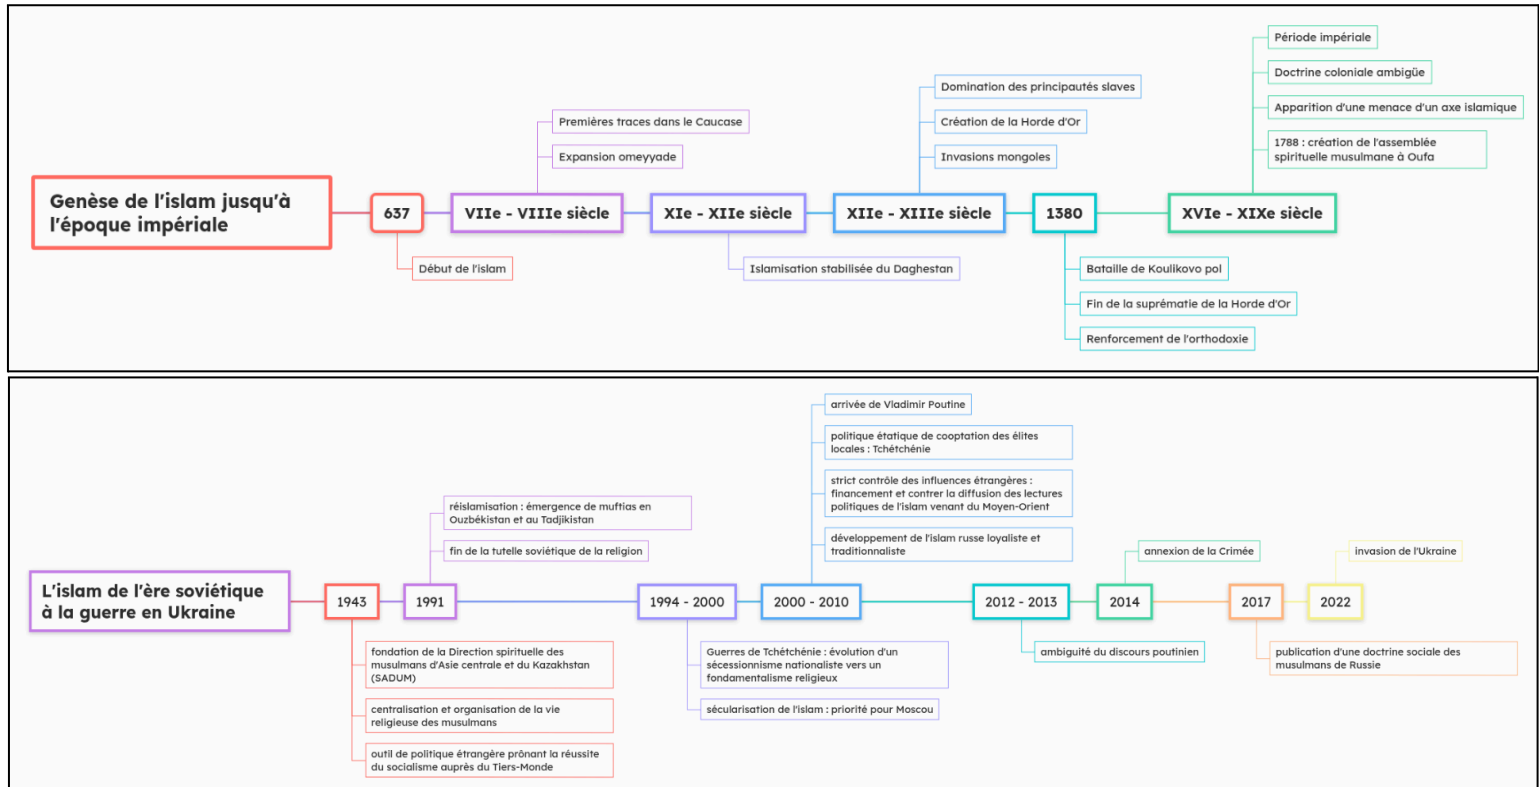 Genèse de l'islam jusqu'à
l'époque impériale
637
Début de l'islam
VIIe - VIIIe siècle
Premières traces dans le Caucase
Expansion omeyyade
XIe - XIIe siècle
Islamisation stabilisée du Daghestan
XIIe - XIIIe siècle
Domination des principautés slaves
Création de la Horde d'Or
Invasions mongoles
1380
Bataille de Koulikovo pol
Fin de la suprématie de la Horde d'Or
Renforcement de l'orthodoxie
XVIe - XIXe siècle
Période impériale
Doctrine coloniale ambigüe
Apparition d'une menace d'un axe islamique
1788 : création de l'assemblée
spirituelle musulmane à Oufa
L'islam de l'ère soviétique
à la guerre en Ukraine
1943
fondation de la Direction spirituelle des
musulmans d'Asie centrale et du Kazakhstan
(SADUM)
centralisation et organisation de la vie
religieuse des musulmans
outil de politique étrangère prônant la réussite
du socialisme auprès du Tiers-Monde
1991
réislamisation : émergence de muftias en
Ouzbékistan et au Tadjikistan
fin de la tutelle soviétique de la religion
1994 - 2000
Guerres de Tchétchénie : évolution d'un
sécessionnisme nationaliste vers un
fondamentalisme religieux
sécularisation de l'islam : priorité pour Moscou
2000 - 2010
arrivée de Vladimir Poutine
politique étatique de cooptation des élites
locales : Tchétchénie
strict contrôle des influences étrangères :
financement et contrer la diffusion des lectures
politiques de l'islam venant du Moyen-Orient
développement de l'islam russe loyaliste et
traditionnaliste
2012 - 2013
ambiguité du discours poutinien
2014
annexion de la Crimée
2017
publication d'une doctrine sociale des
musulmans de Russie
2022
invasion de l'Ukraine